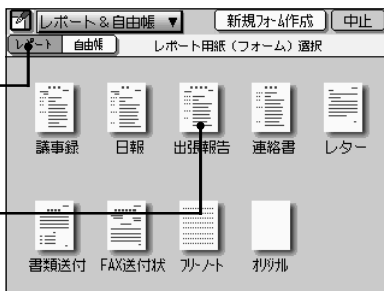 レポート&自由帳 ▼ 新規フォーム作成 中止
レポート 自由帳 レポート用紙(フォーム)選択
議事録 日報 出張報告 連絡書 レター
書類送付 FAX送付状 フリーノート オリジナル